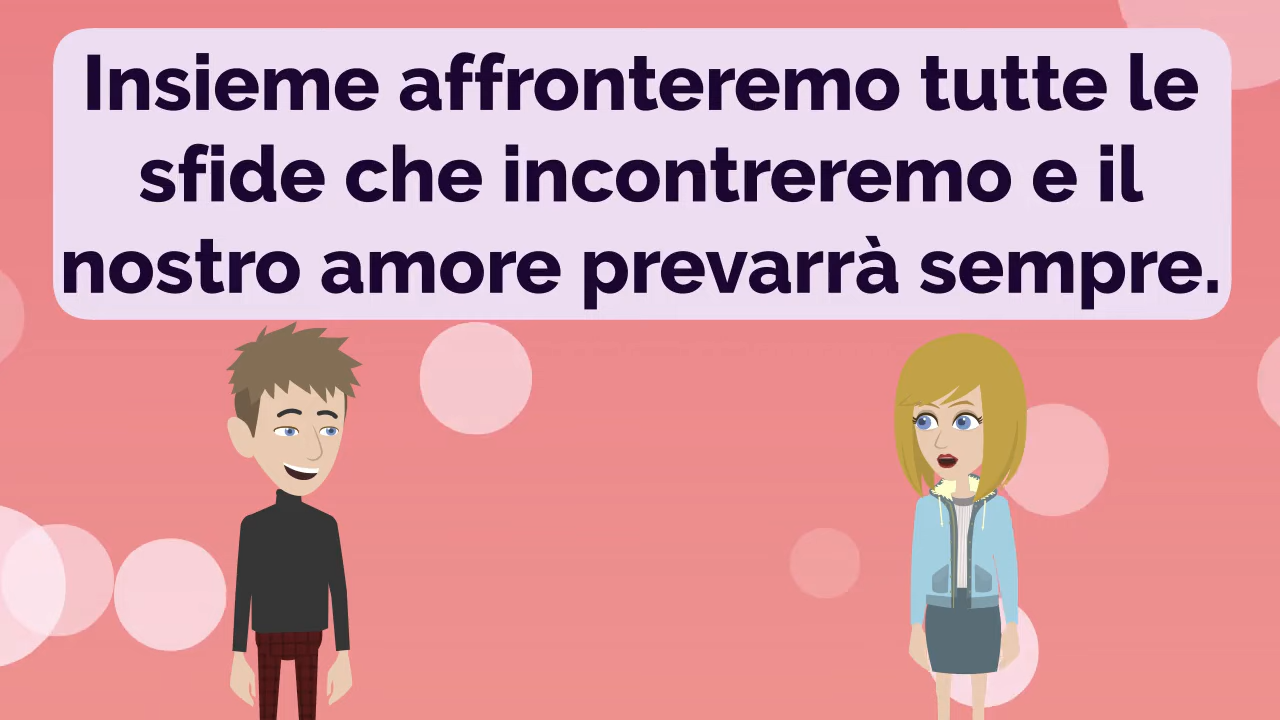 Insieme affronteremo tutte le
sfide che incontreremo e il
nostro amore prevarrà sempre.